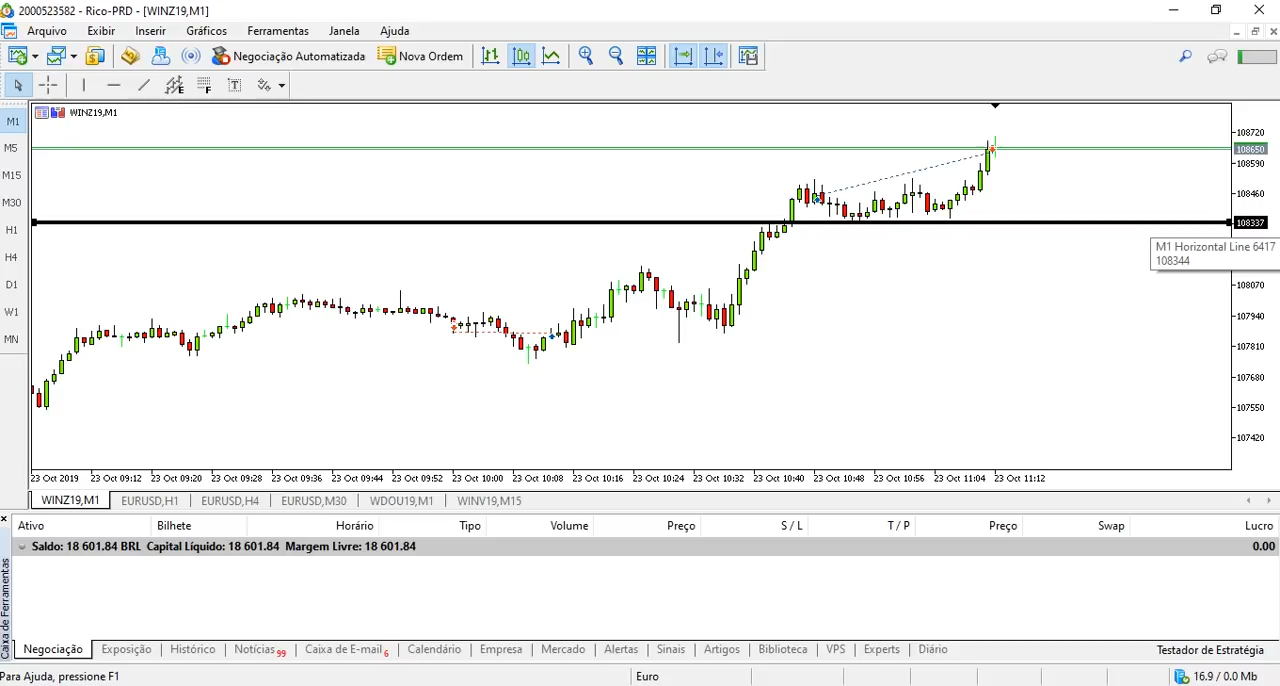 2000523582 - Rico-PRD - [WINZ19,M1]
Arquivo Exibir Inserir Gráficos Ferramentas Janela Ajuda
Negociação Automatizada Nova Ordem
E F T
WINZ19,M1
M1
M5
M15
M30
H1
H4
D1
W1
MN
108720
108650
108590
108460
108337
M1 Horizontal Line 6417
108344
108070
107940
107810
107680
107550
107420
23 Oct 2019 23 Oct 09:12 23 Oct 09:20 23 Oct 09:28 23 Oct 09:36 23 Oct 09:44 23 Oct 09:52 23 Oct 10:00 23 Oct 10:08 23 Oct 10:16 23 Oct 10:24 23 Oct 10:32 23 Oct 10:40 23 Oct 10:48 23 Oct 10:56 23 Oct 11:04 23 Oct 11:12
WINZ19,M1 EURUSD,H1 EURUSD,H4 EURUSD,M30 WDOU19,M1 WINV19,M15
Ativo Bilhete Horário Tipo Volume Preço S / L T / P Preço Swap Lucro
Saldo: 18 601.84 BRL Capital Líquido: 18 601.84 Margem Livre: 18 601.84 0.00
Caixa de Ferramentas
Negociação Exposição Histórico Notícias 99 Caixa de E-mail 6 Calendário Empresa Mercado Alertas Sinais Artigos Biblioteca VPS Experts Diário Testador de Estratégia
Para Ajuda, pressione F1 Euro 16.9 / 0.0 Mb